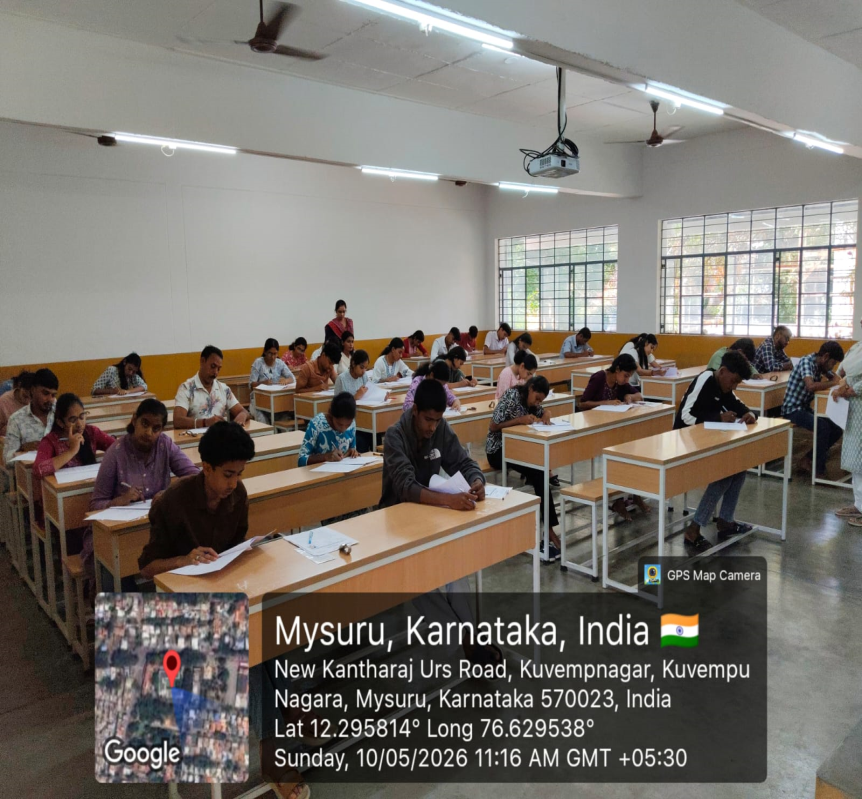 GPS Map Camera
Mysuru, Karnataka, India 🇮🇳
New Kantharaj Urs Road, Kuvempnagar, Kuvempu
Nagara, Mysuru, Karnataka 570023, India
Lat 12.295814° Long 76.629538°
Sunday, 10/05/2026 11:16 AM GMT +05:30
Google